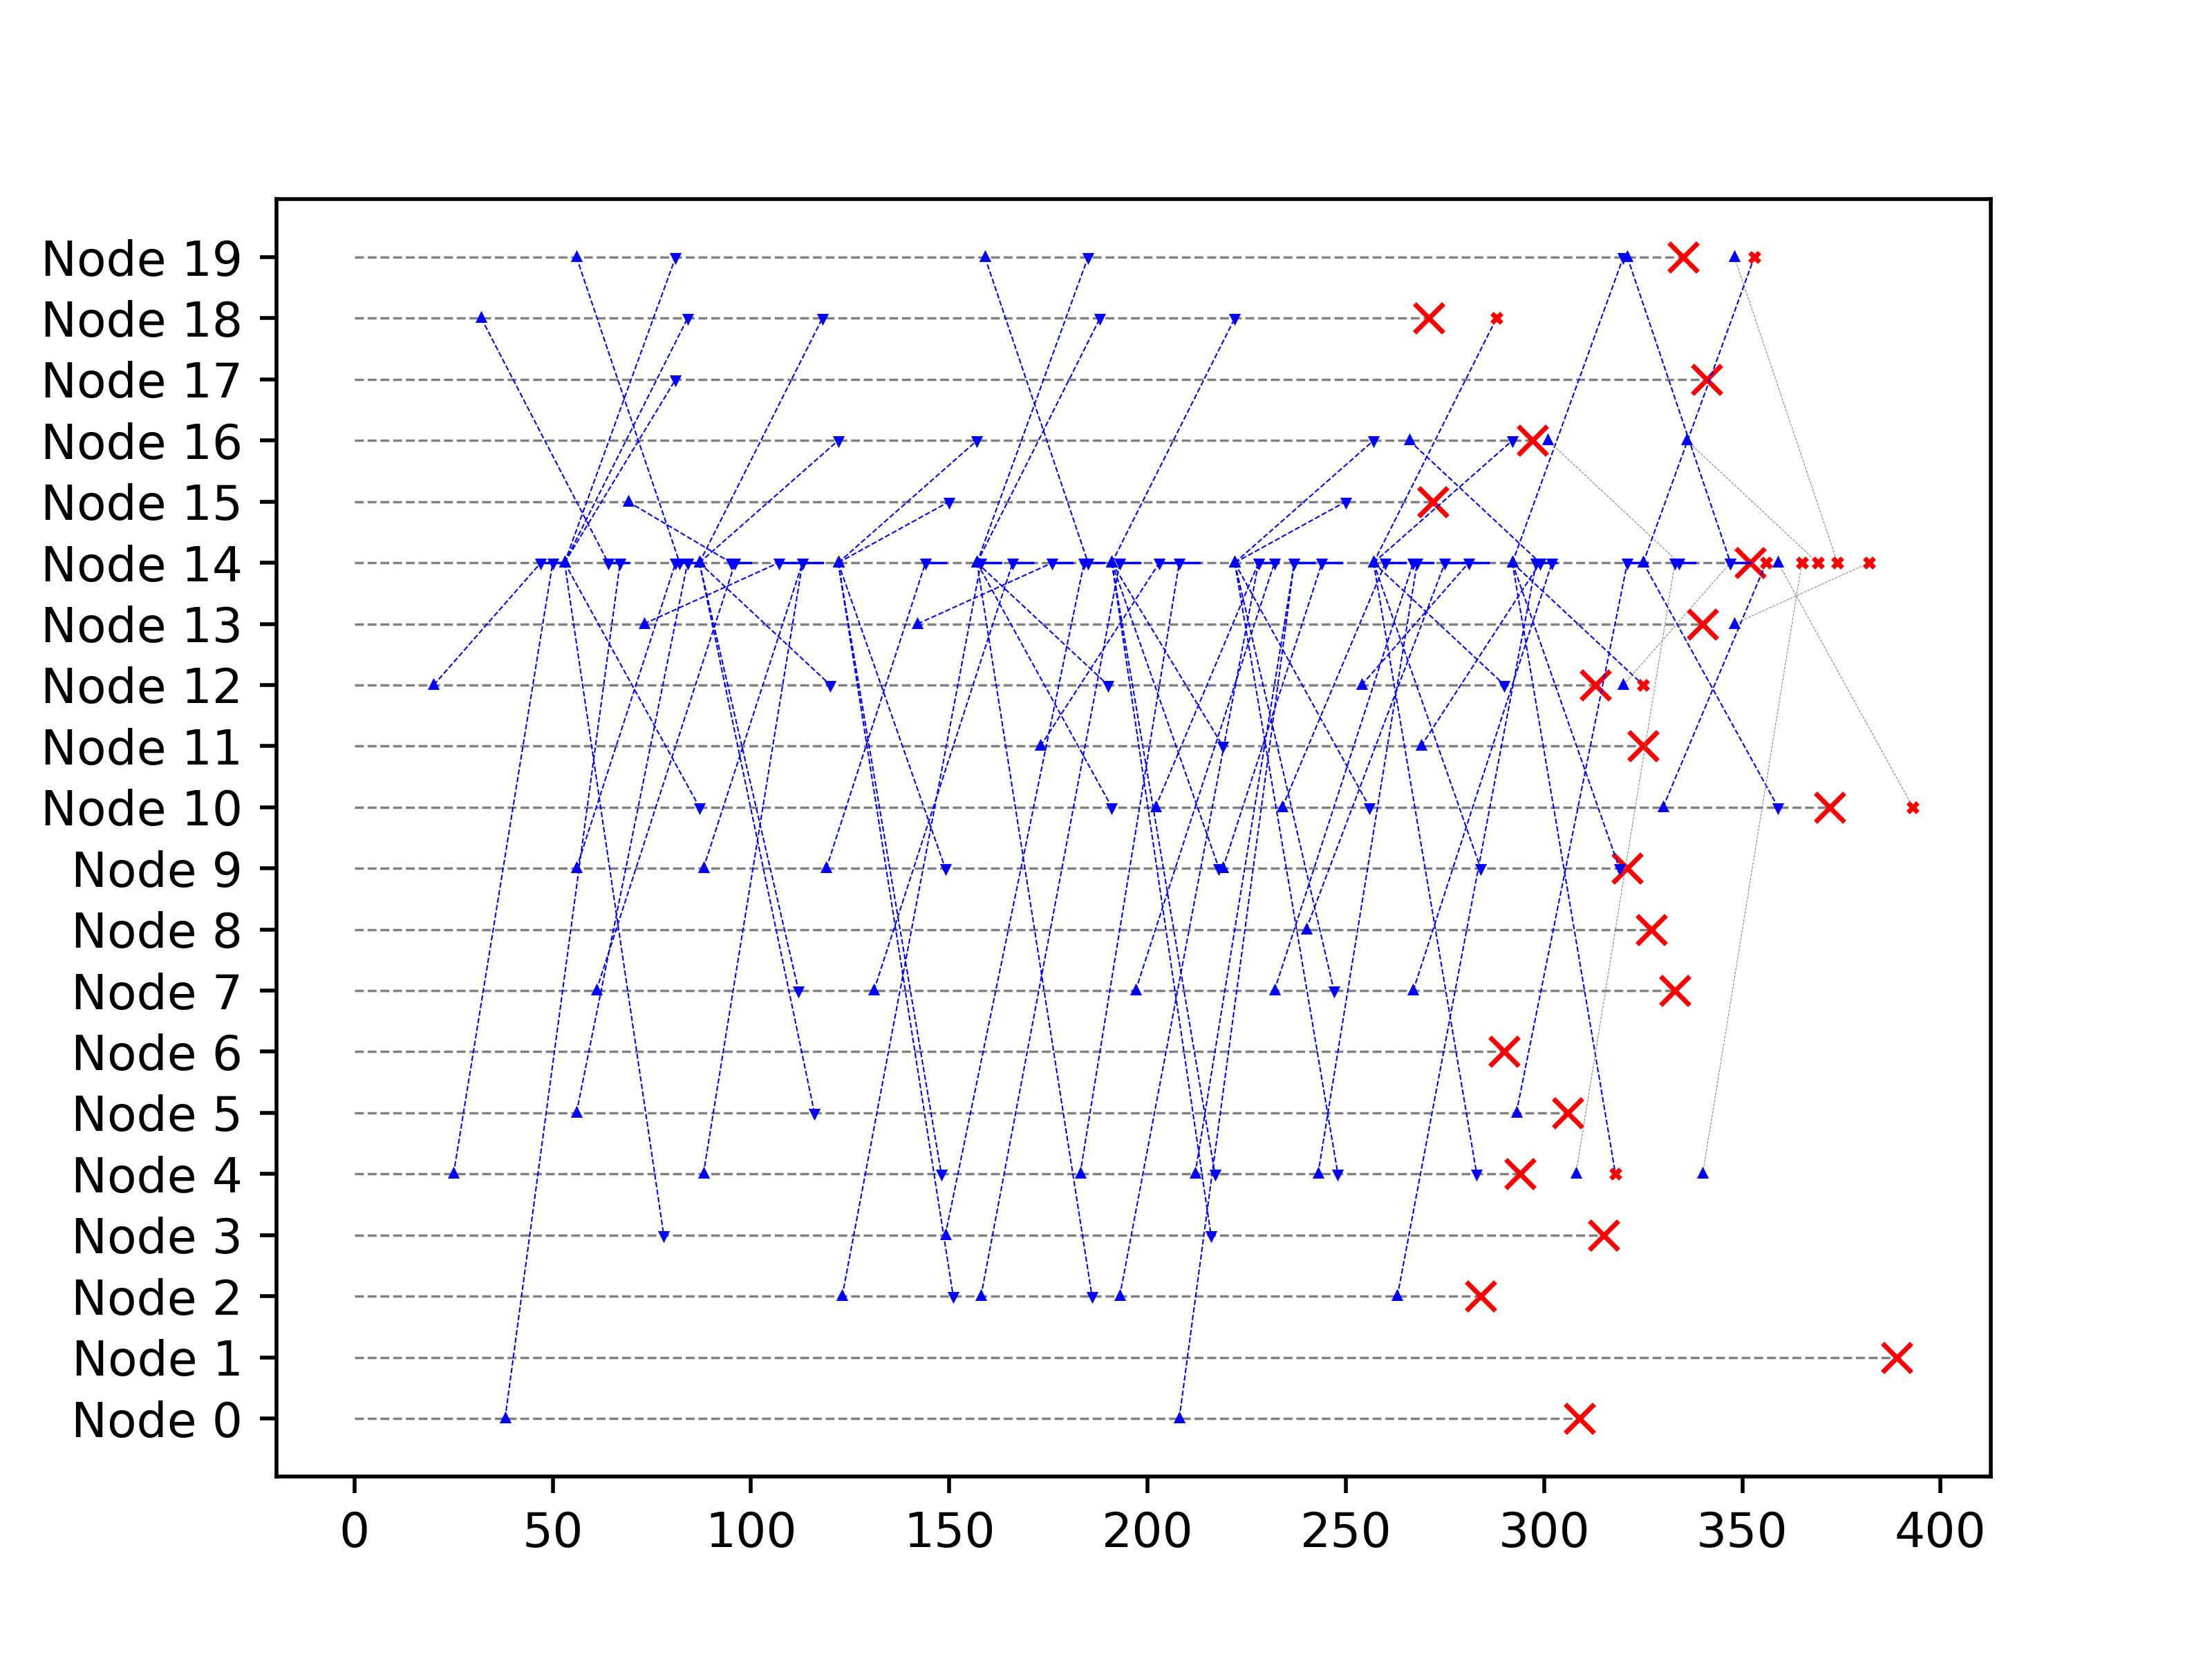 Node 19
Node 18
Node 17
Node 16
Node 15
Node 14
Node 13
Node 12
Node 11
Node 10
Node 9
Node 8
Node 7
Node 6
Node 5
Node 4
Node 3
Node 2
Node 1
Node 0
0 50 100 150 200 250 300 350 400